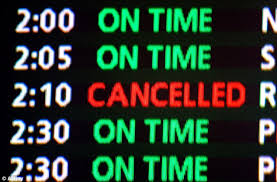 2:00 ON TIME N
2:05 ON TIME S
2:10 CANCELLED R
2:30 ON TIME P
2:30 ON TIME P